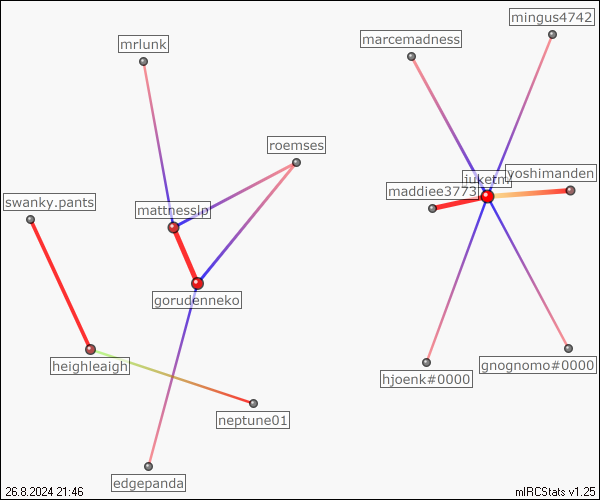 mingus4742
marcemadness
mrlunk
roemses
yoshimanden
maddiee3773
swanky.pants
mattnesslp
gorudenneko
heighleaigh
hjoenk#0000
gnognomo#0000
neptune01
edgepanda
26.8.2024 21:46
mIRCStats v1.25